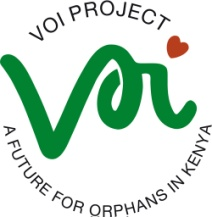 VOI PROJECT
Voi
A FUTURE FOR ORPHANS IN KENYA